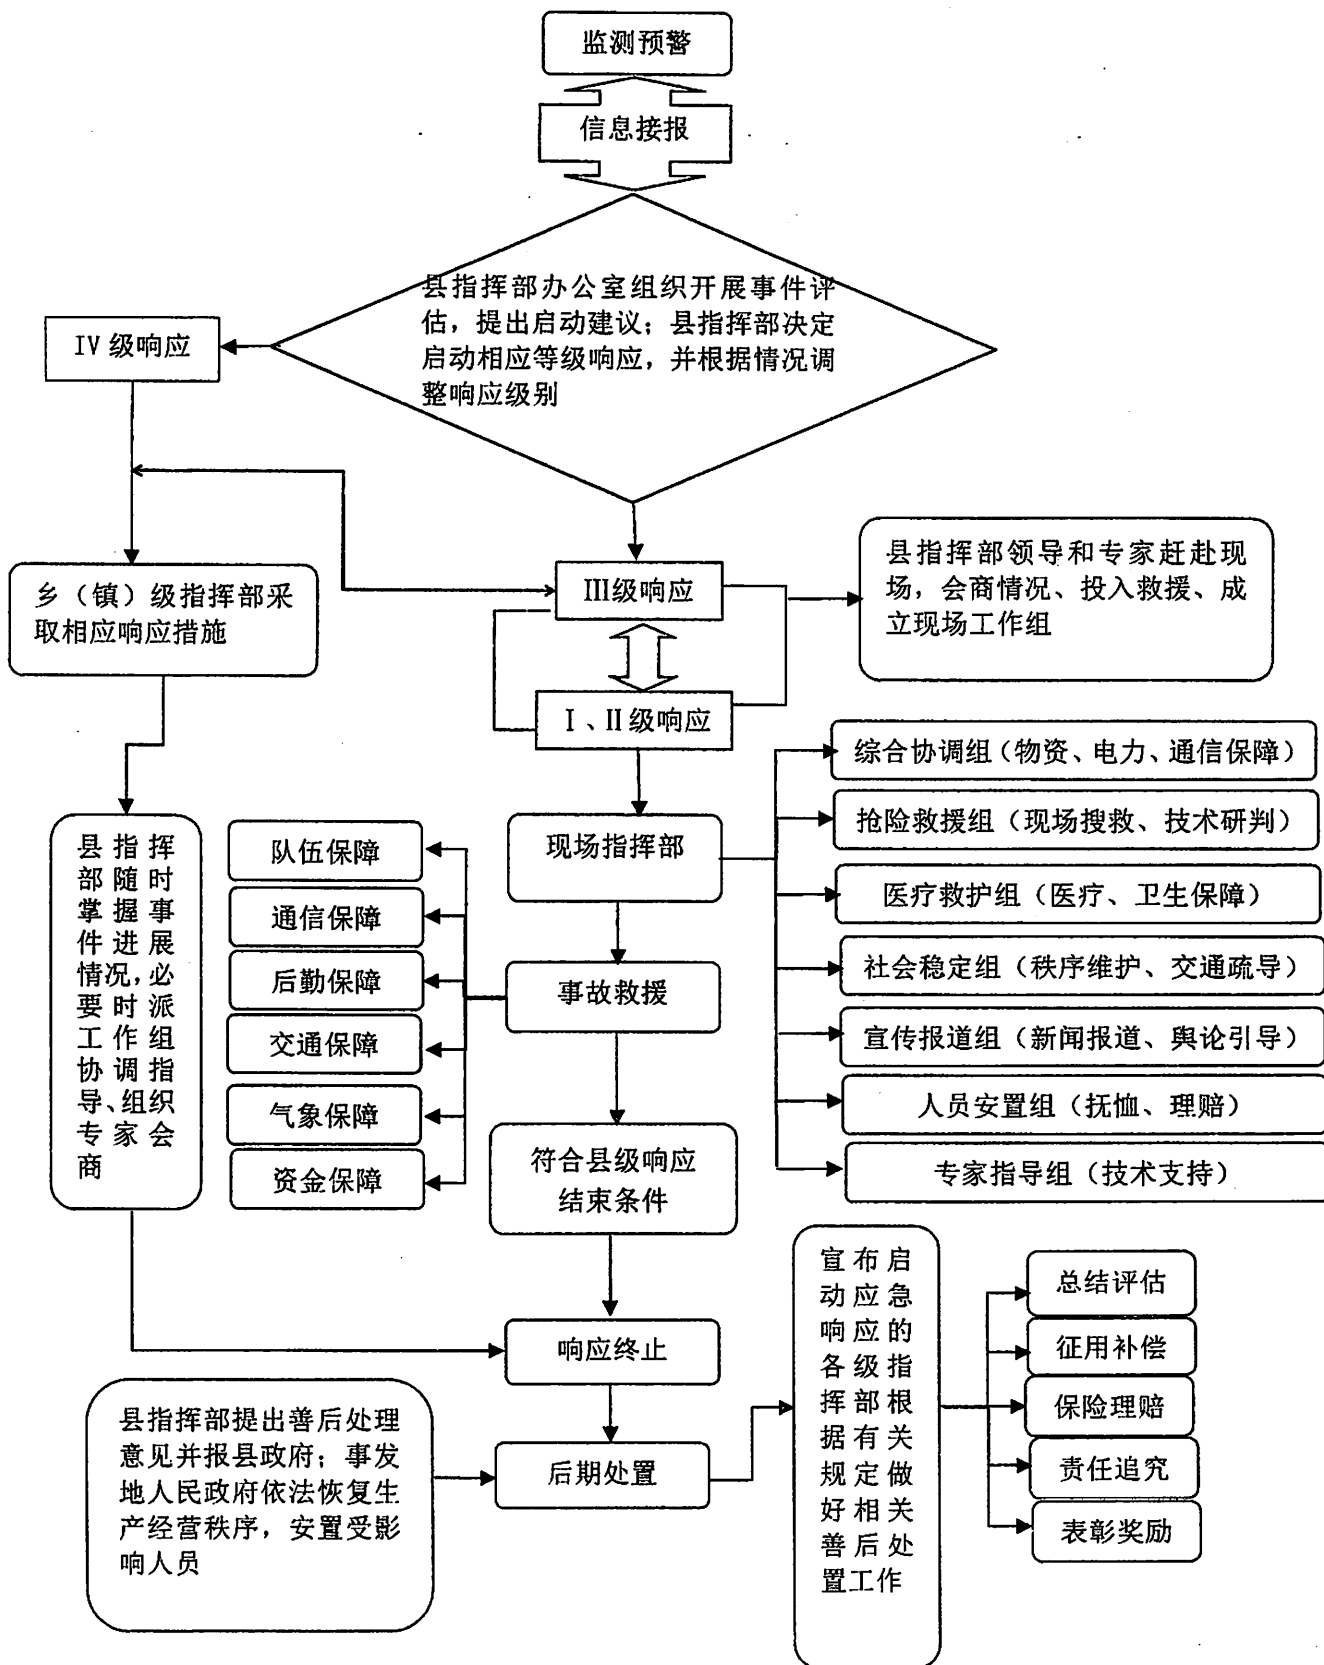 监测预警
信息接报
县指挥部办公室组织开展事件评
估，提出启动建议；县指挥部决定
启动相应等级响应，并根据情况调
整响应级别
IV级响应
III级响应
县指挥部领导和专家赶赴现
场，会商情况、投入救援、成
立现场工作组
乡（镇）级指挥部采
取相应响应措施
I、II级响应
综合协调组（物资、电力、通信保障）
抢险救援组（现场搜救、技术研判）
医疗救护组（医疗、卫生保障）
社会稳定组（秩序维护、交通疏导）
宣传报道组（新闻报道、舆论引导）
人员安置组（抚恤、理赔）
专家指导组（技术支持）
现场指挥部
县指挥
部随时
掌握事
件进展
情况，必
要时派
工作组
协调指
导、组织
专家会
商
队伍保障
通信保障
后勤保障
交通保障
气象保障
资金保障
事故救援
符合县级响应
结束条件
响应终止
后期处置
县指挥部提出善后处理
意见并报县政府；事发
地人民政府依法恢复生
产经营秩序，安置受影
响人员
宣布启
动应急
响应的
各级指
挥部根
据有关
规定做
好相关
善后处
置工作
总结评估
征用补偿
保险理赔
责任追究
表彰奖励